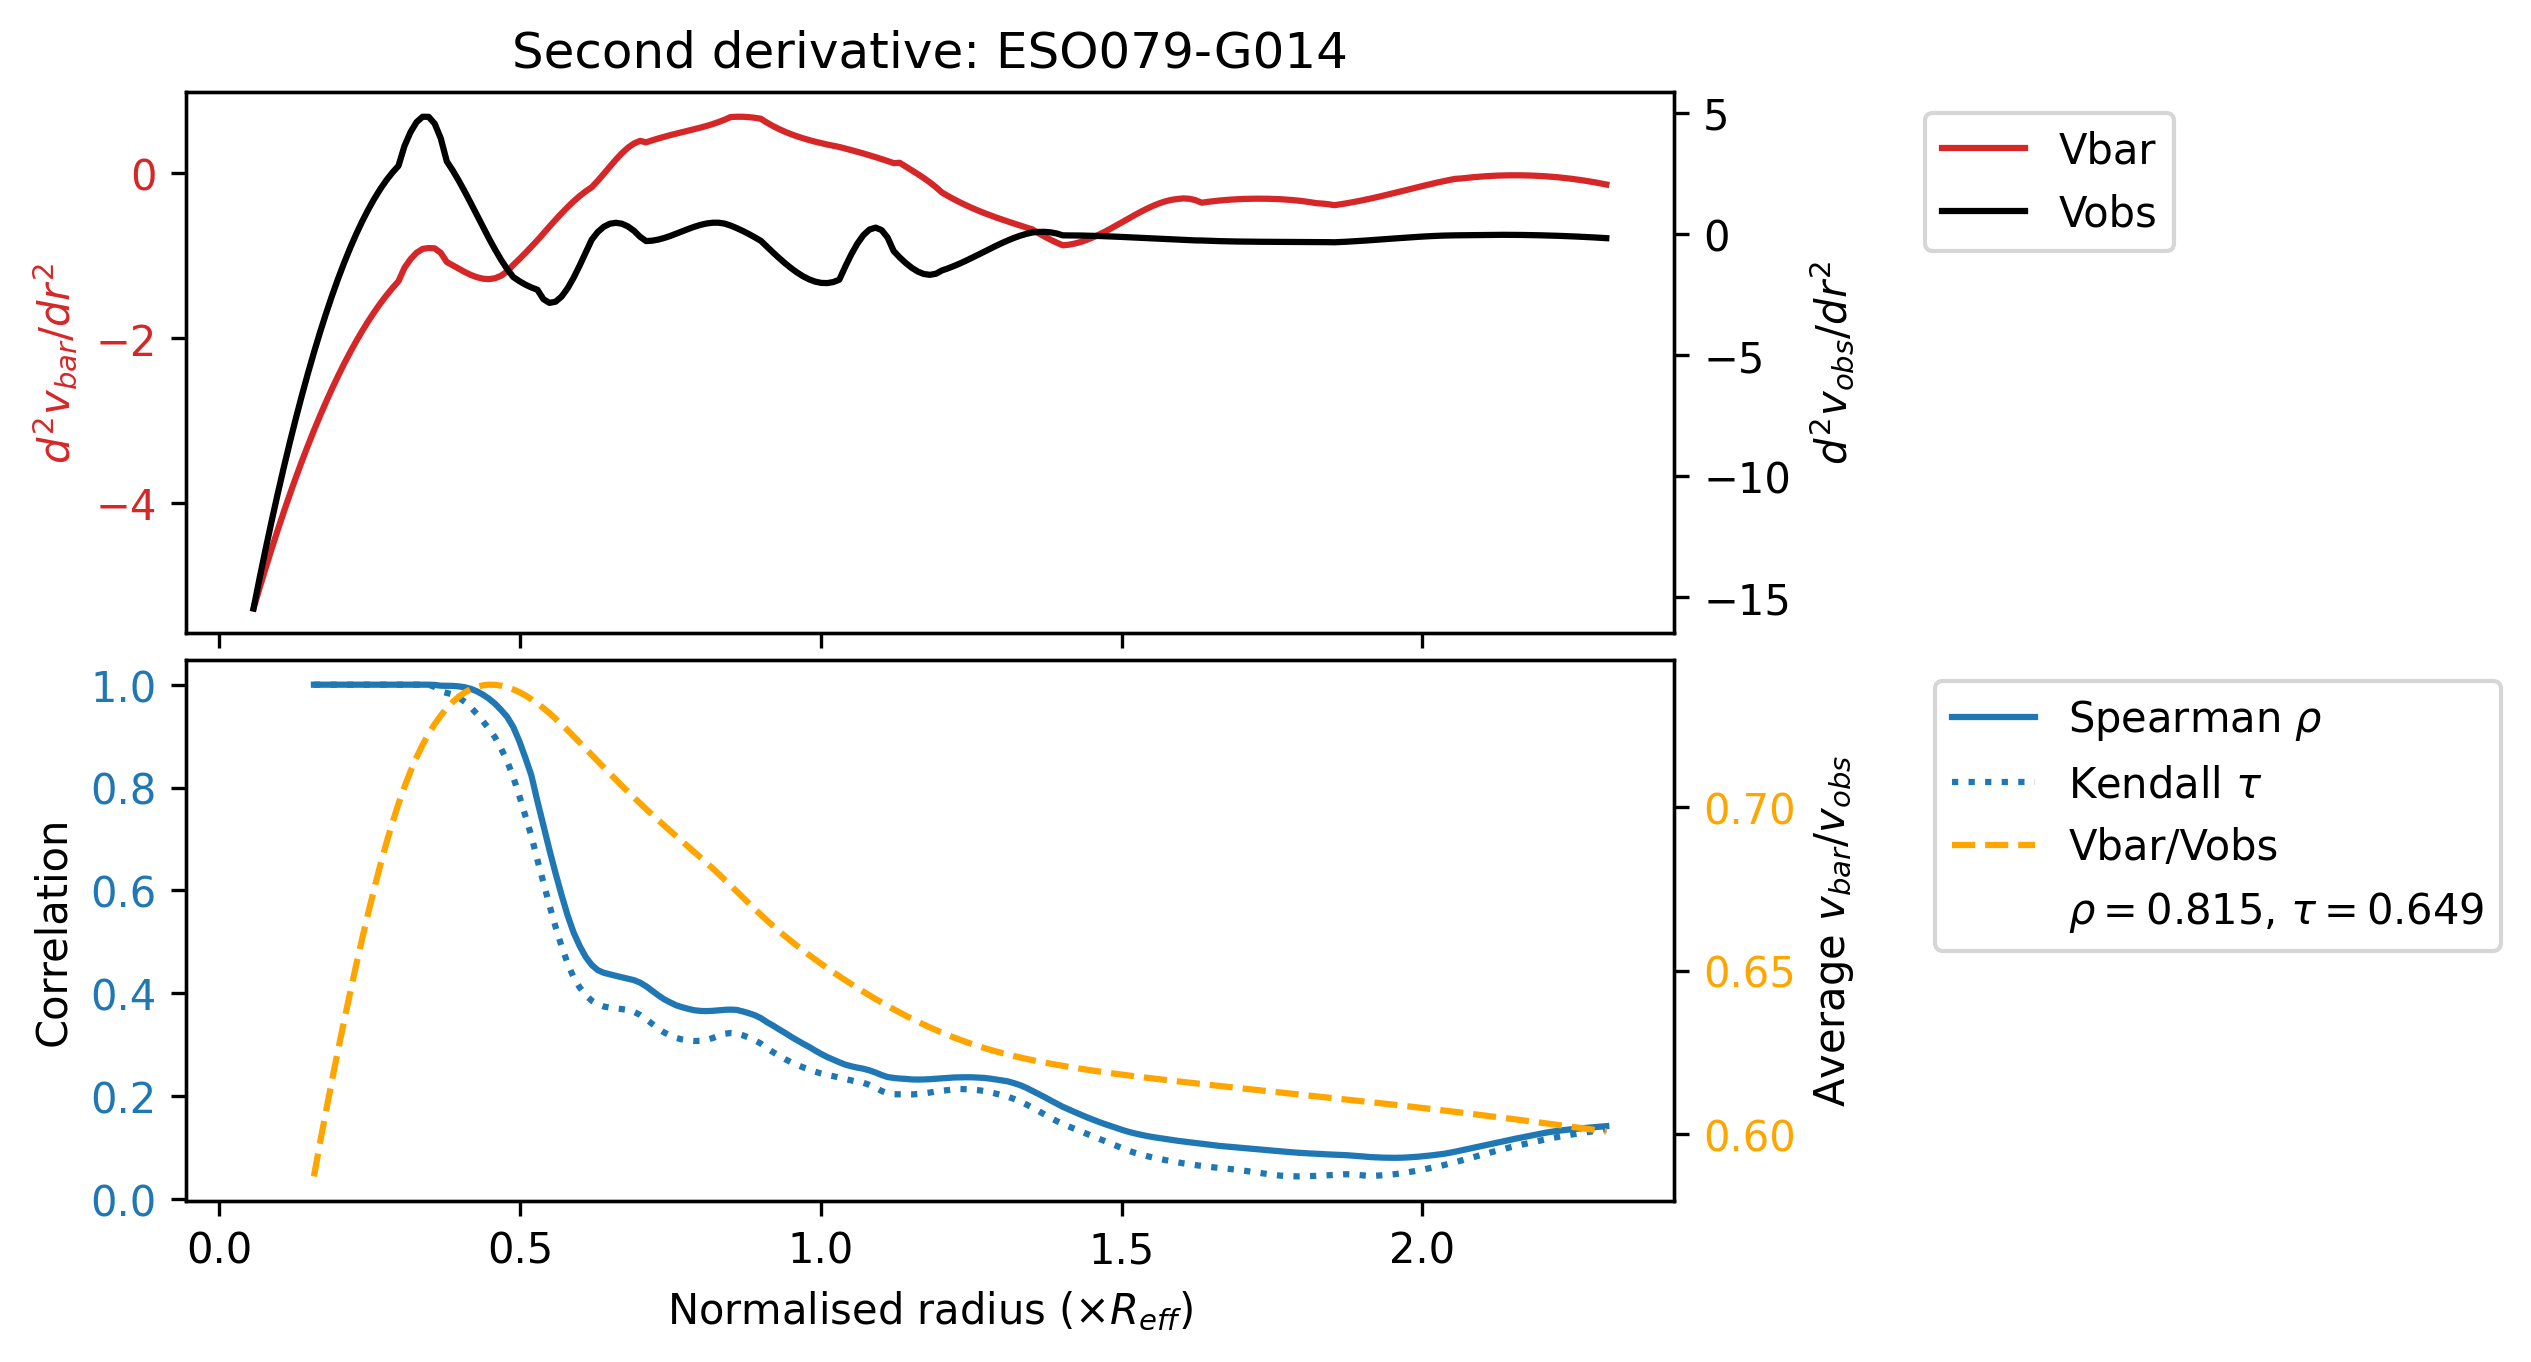 Second derivative: ESO079-G014
0
−2
−4
d²v_bar/dr²
5
0
−5
−10
−15
d²v_obs/dr²
Vbar
Vobs
1.0
0.8
0.6
0.4
0.2
0.0
Correlation
0.70
0.65
0.60
Average v_bar/v_obs
Spearman ρ
Kendall τ
Vbar/Vobs
ρ = 0.815, τ = 0.649
0.0 0.5 1.0 1.5 2.0
Normalised radius (×R_eff)